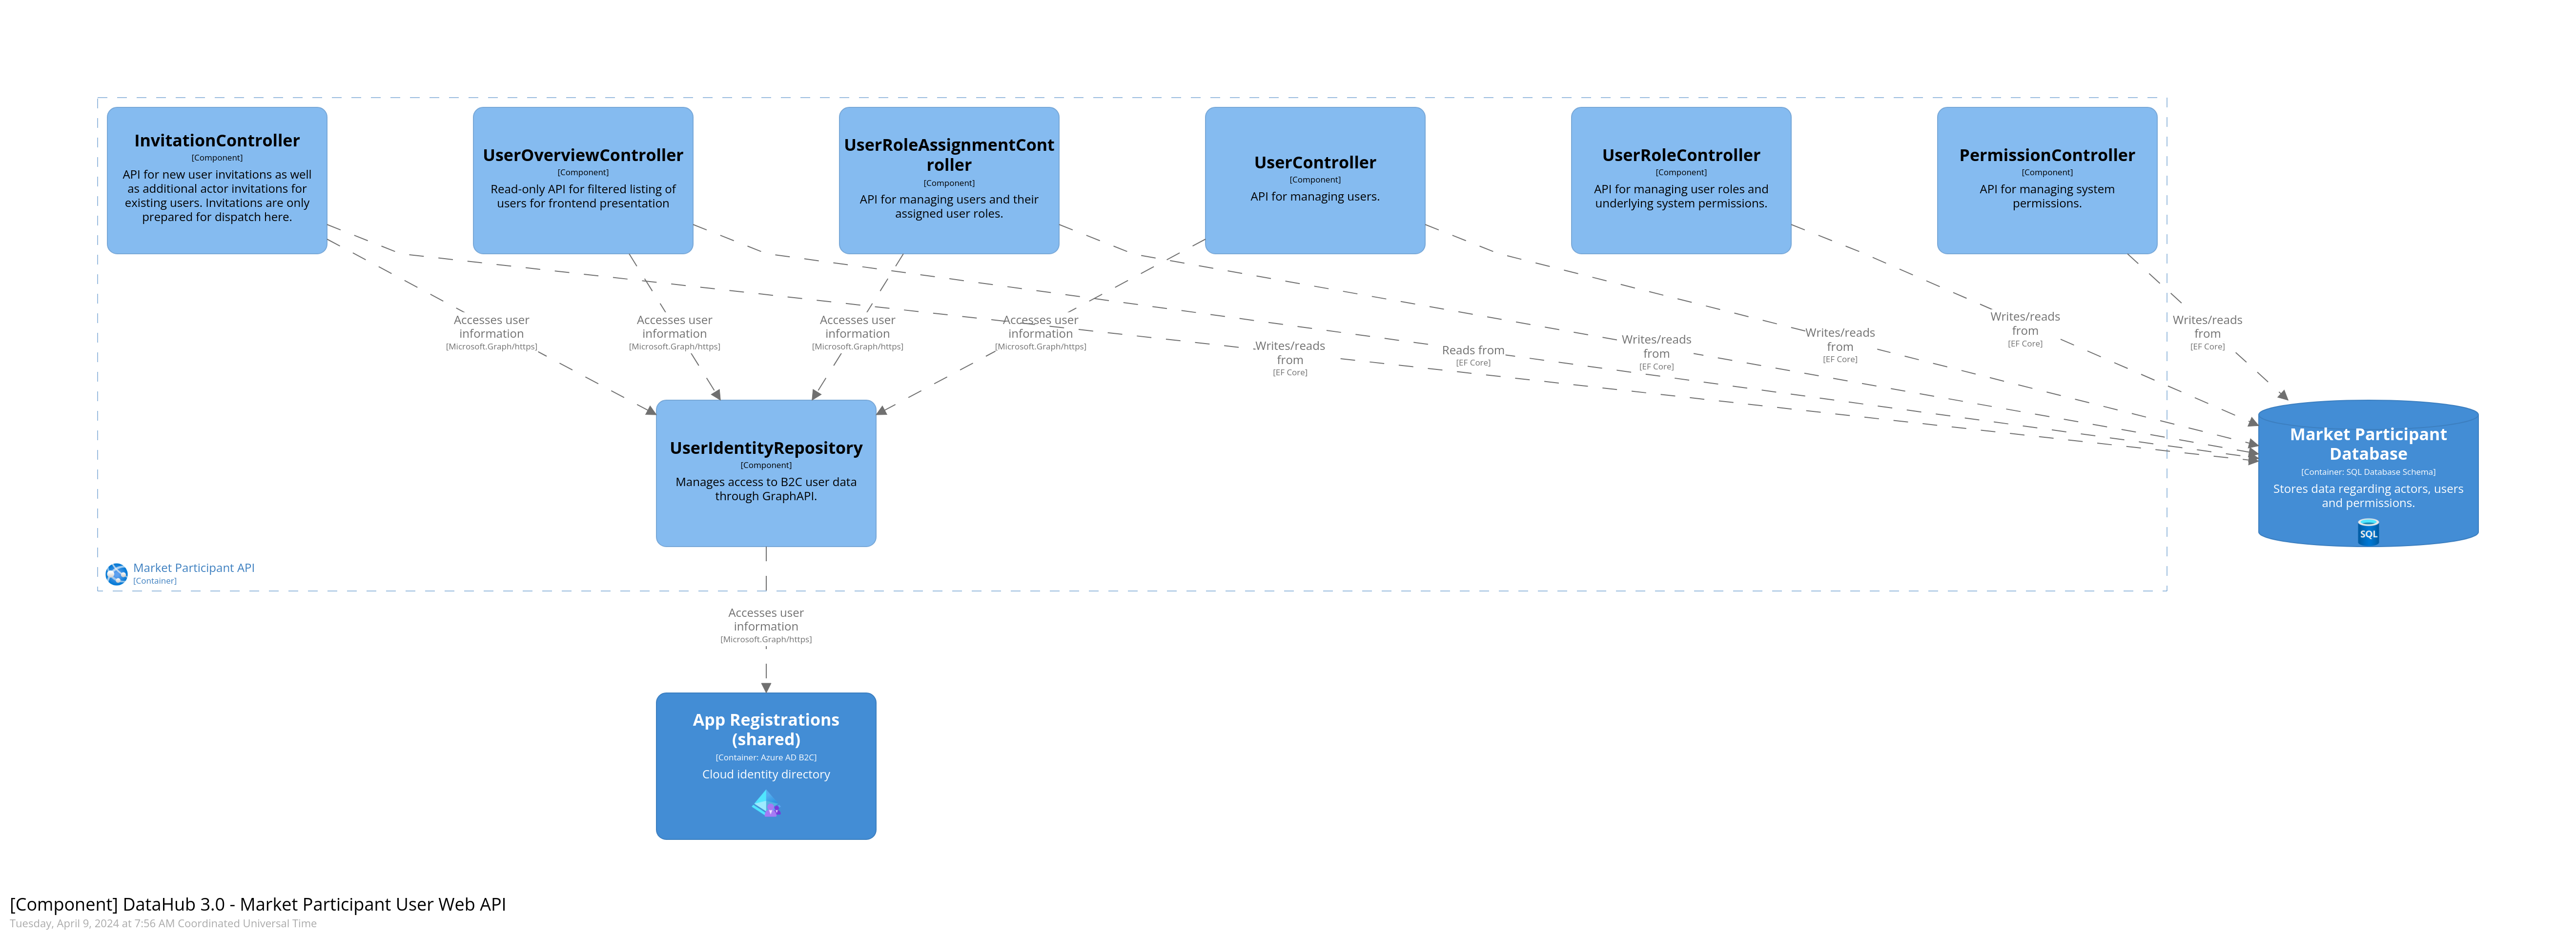 InvitationController
[Component]
API for new user invitations as well
as additional actor invitations for
existing users. Invitations are only
prepared for dispatch here.
UserOverviewController
[Component]
Read-only API for filtered listing of
users for frontend presentation
UserRoleAssignmentCont
roller
[Component]
API for managing users and their
assigned user roles.
UserController
[Component]
API for managing users.
UserRoleController
[Component]
API for managing user roles and
underlying system permissions.
PermissionController
[Component]
API for managing system
permissions.
Accesses user
information
[Microsoft.Graph/https]
Accesses user
information
[Microsoft.Graph/https]
Accesses user
information
[Microsoft.Graph/https]
Accesses user
information
[Microsoft.Graph/https]
Writes/reads
from
[EF Core]
Reads from
[EF Core]
Writes/reads
from
[EF Core]
Writes/reads
from
[EF Core]
Writes/reads
from
[EF Core]
Writes/reads
from
[EF Core]
UserIdentityRepository
[Component]
Manages access to B2C user data
through GraphAPI.
Market Participant
Database
[Container: SQL Database Schema]
Stores data regarding actors, users
and permissions.
SQL
Market Participant API
[Container]
Accesses user
information
[Microsoft.Graph/https]
App Registrations
(shared)
[Container: Azure AD B2C]
Cloud identity directory
[Component] DataHub 3.0 - Market Participant User Web API
Tuesday, April 9, 2024 at 7:56 AM Coordinated Universal Time